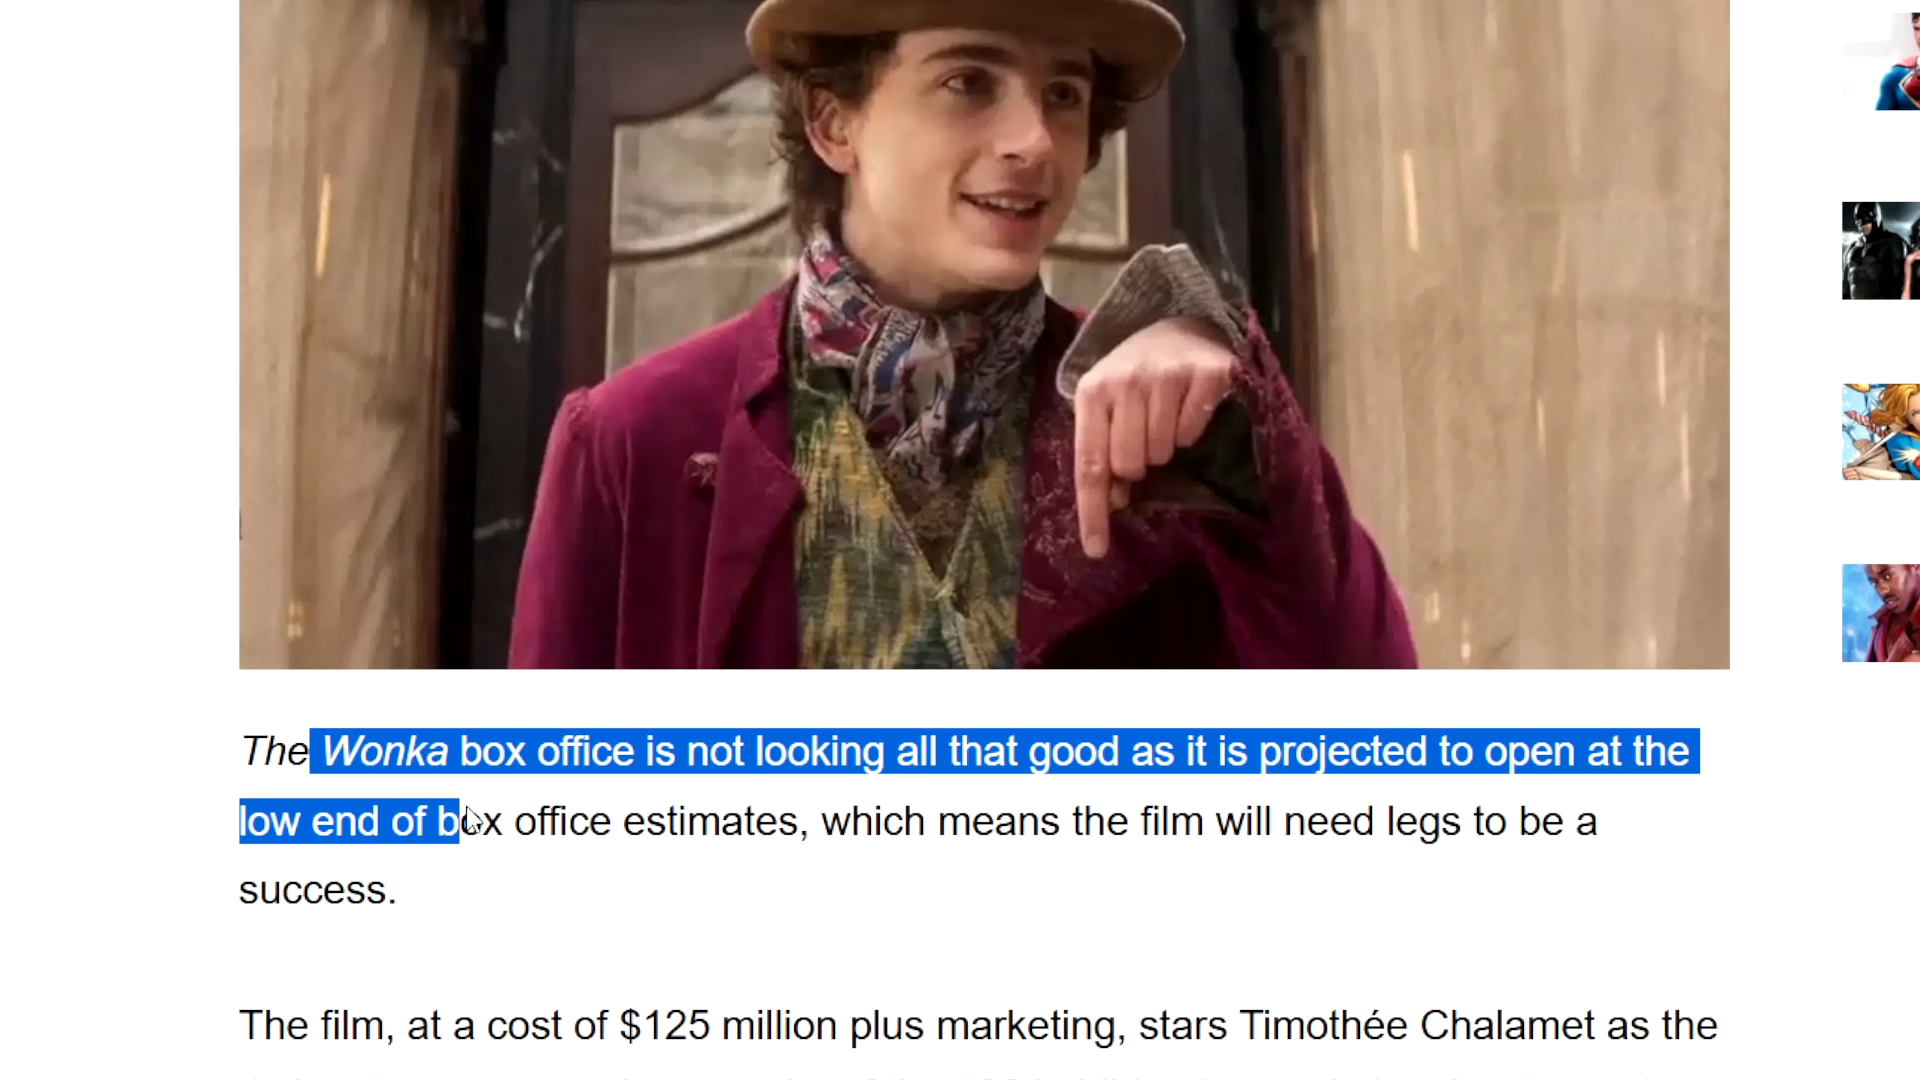 The Wonka box office is not looking all that good as it is projected to open at the
low end of box office estimates, which means the film will need legs to be a
success.
The film, at a cost of $125 million plus marketing, stars Timothée Chalamet as the